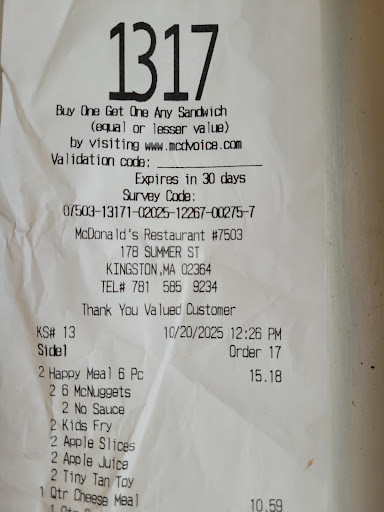 1317
Buy One Get One Any Sandwich
(equal or lesser value)
by visiting www.mcdvoice.com
Validation code: _______________
Expires in 30 days
Survey Code:
07503-13171-02025-12267-00275-7
McDonald's Restaurant #7503
178 SUMMER ST
KINGSTON,MA 02364
TEL# 781 585 9234
Thank You Valued Customer
KS# 13 10/20/2025 12:26 PM
Side1 Order 17
2 Happy Meal 6 Pc 15.18
2 6 McNuggets
2 No Sauce
2 Kids Fry
2 Apple Slices
2 Apple Juice
2 Tiny Tan Toy
1 Qtr Cheese Meal 10.59